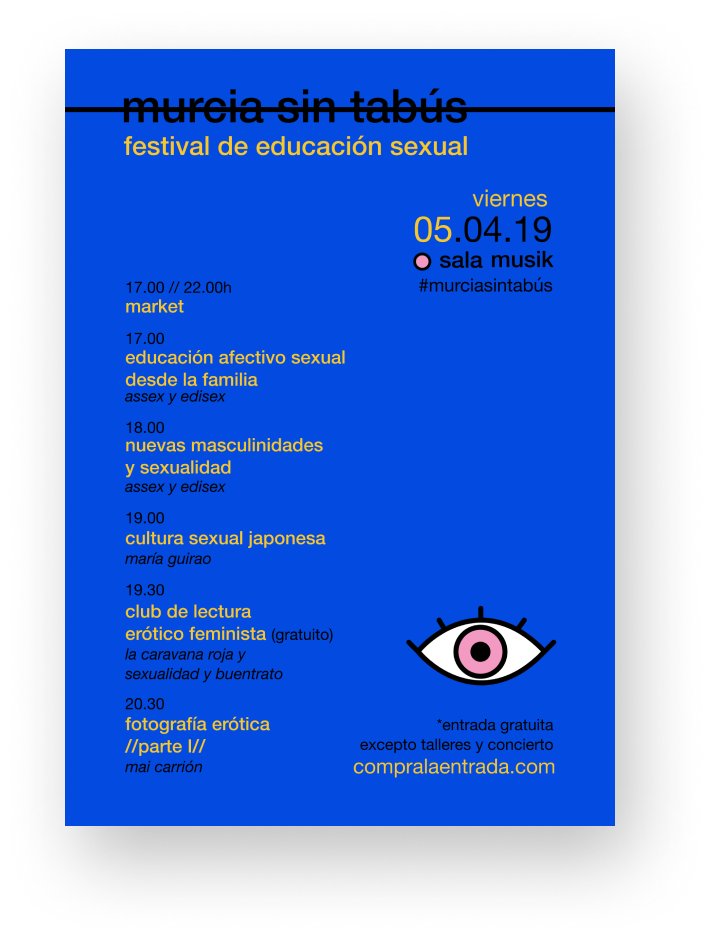 murcia sin tabús
festival de educación sexual
viernes
05.04.19
sala musik
#murciasintabús
17.00 // 22.00h
market
17.00
educación afectivo sexual
desde la familia
assex y edisex
18.00
nuevas masculinidades
y sexualidad
assex y edisex
19.00
cultura sexual japonesa
maría guirao
19.30
club de lectura
erótico feminista (gratuito)
la caravana roja y
sexualidad y buentrato
20.30
fotografía erótica
//parte I//
mai carrión
*entrada gratuita
excepto talleres y concierto
compralaentrada.com